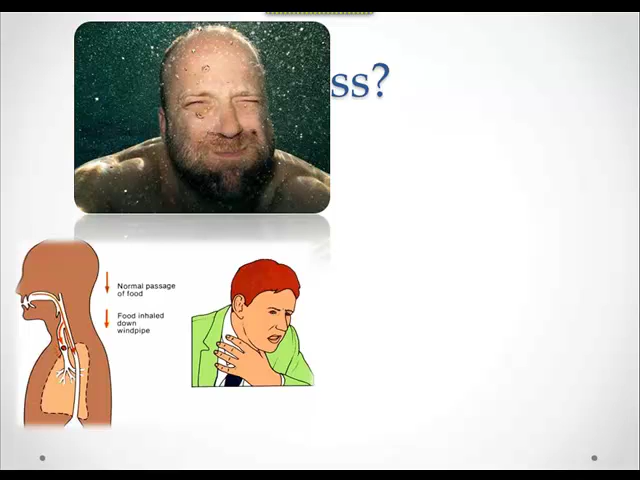 ss?
Normal passage
of food
Food inhaled
down
windpipe